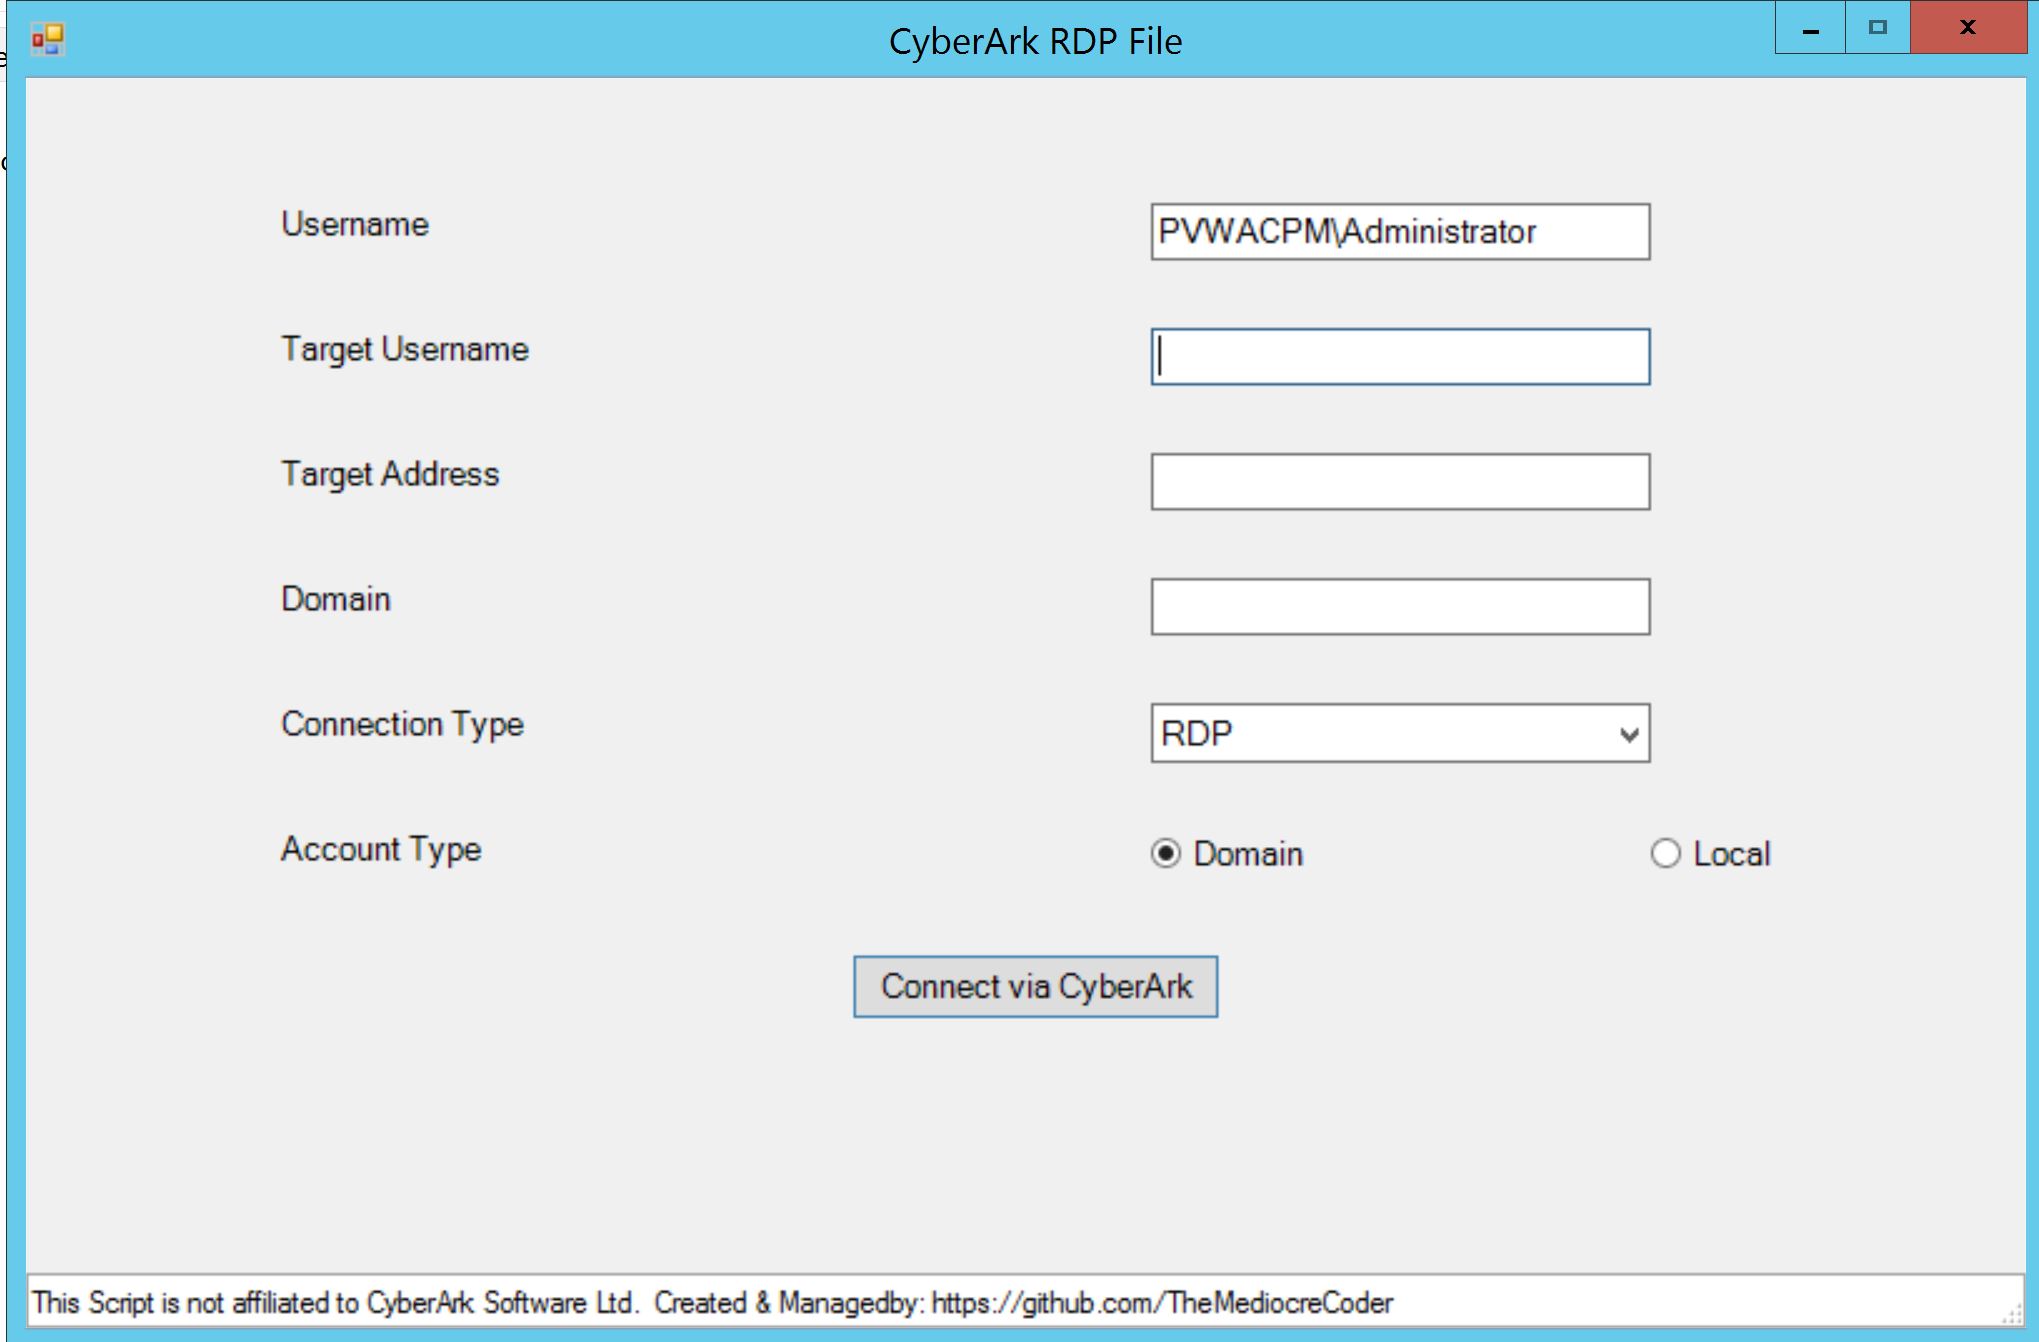 CyberArk RDP File
Username
PVWACPM\Administrator
Target Username
Target Address
Domain
Connection Type
RDP
Account Type
Domain
Local
Connect via CyberArk
This Script is not affiliated to CyberArk Software Ltd.  Created & Managedby: https://github.com/TheMediocreCoder